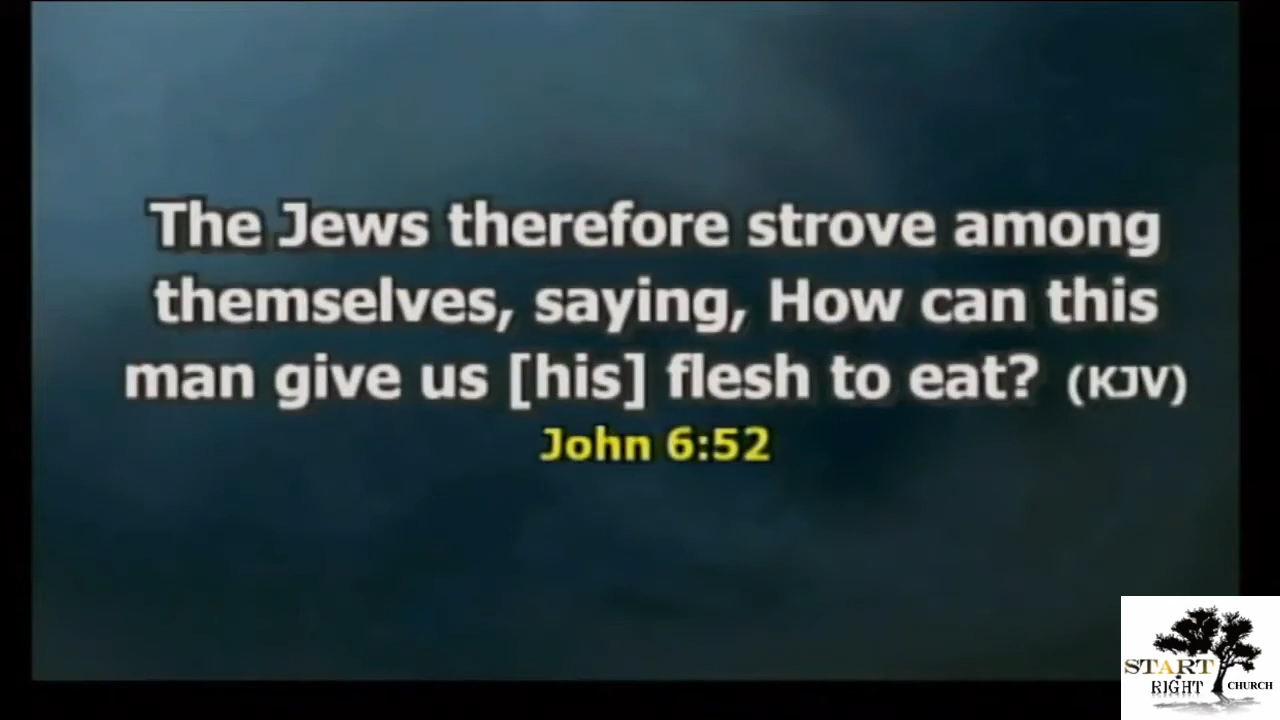 The Jews therefore strove among
themselves, saying, How can this
man give us [his] flesh to eat? (KJV)
John 6:52
START
RIGHT CHURCH